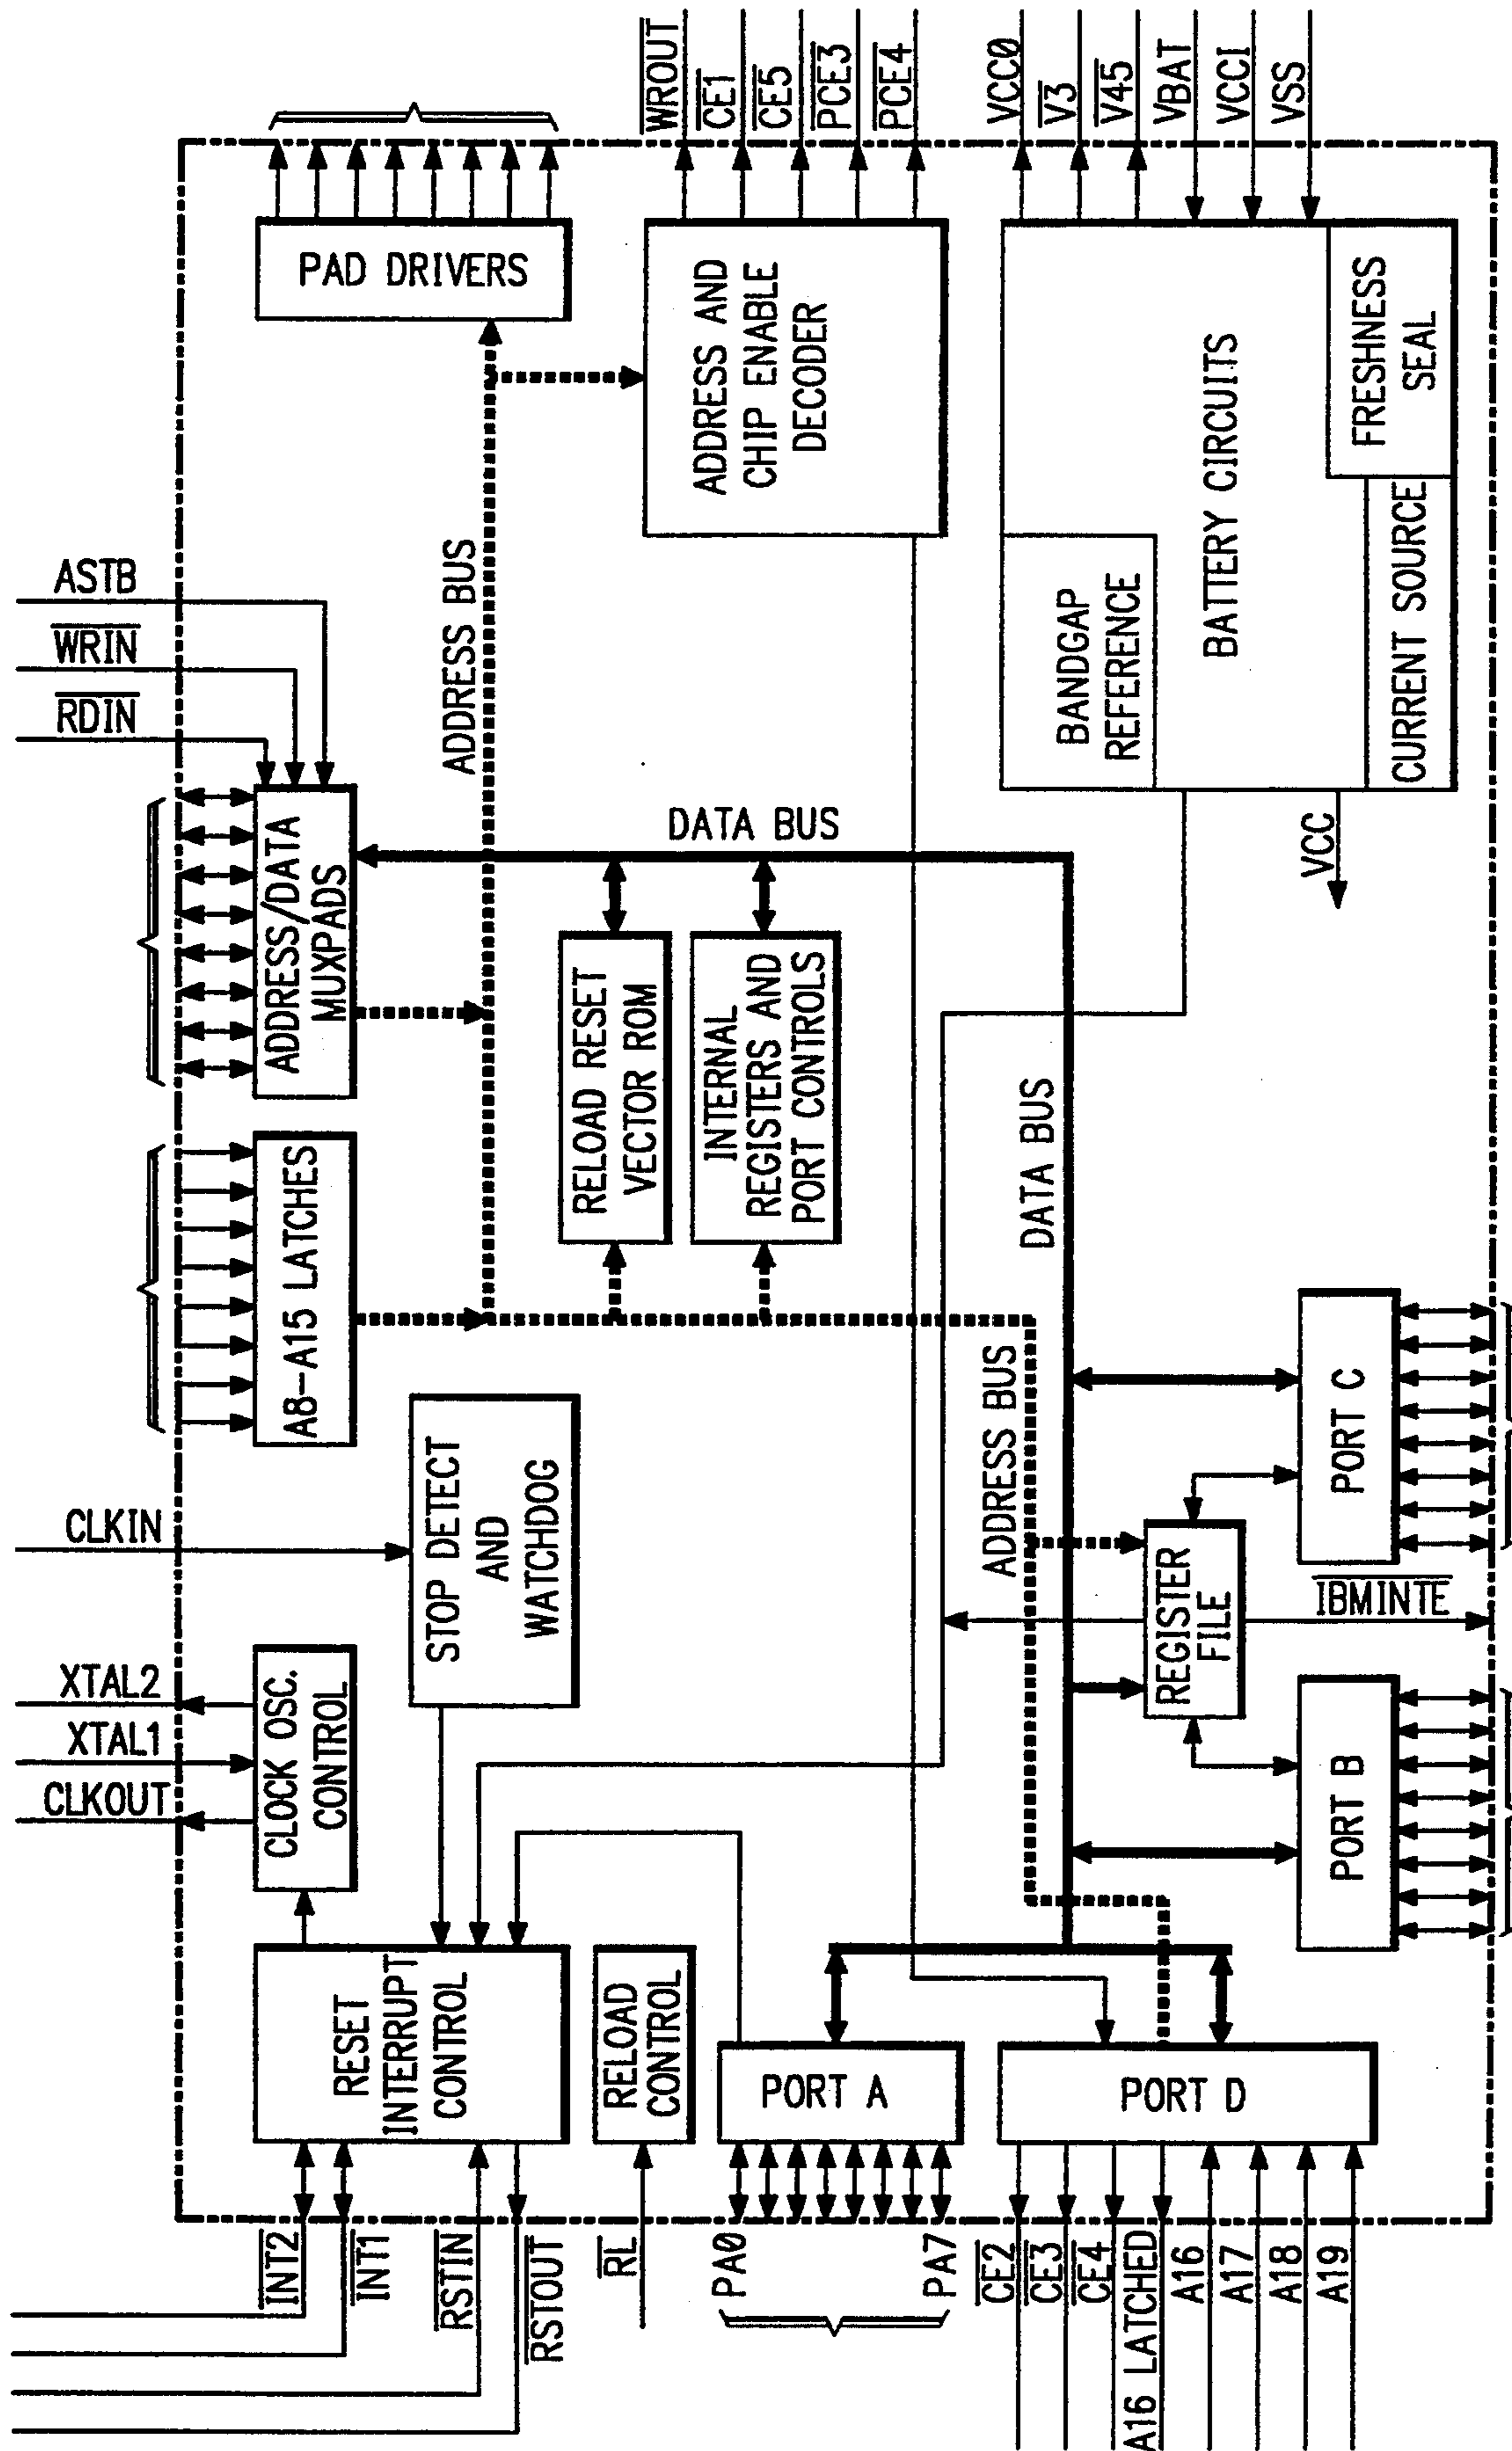 ASTB
WRIN
RDIN
CLKIN
XTAL2
XTAL1
CLKOUT
INT2
INT1
RSTIN
RSTOUT
RL
PA0
PA7
CE2
CE3
CE4
A16 LATCHED
A16
A17
A18
A19
WROUT
CE1
CE5
PCE3
PCE4
VCC0
V3
V45
VBAT
VCCI
VSS
PAD DRIVERS
ADDRESS AND
CHIP ENABLE
DECODER
BATTERY CIRCUITS
FRESHNESS
SEAL
BANDGAP
REFERENCE
CURRENT SOURCE
VCC
ADDRESS BUS
ADDRESS/DATA
MUXPADS
DATA BUS
A8-A15 LATCHES
RELOAD RESET
VECTOR ROM
INTERNAL
REGISTERS AND
PORT CONTROLS
DATA BUS
STOP DETECT
AND
WATCHDOG
ADDRESS BUS
CLOCK OSC.
CONTROL
REGISTER
FILE
PORT C
IBMINTE
PORT B
RESET
INTERRUPT
CONTROL
RELOAD
CONTROL
PORT A
PORT D